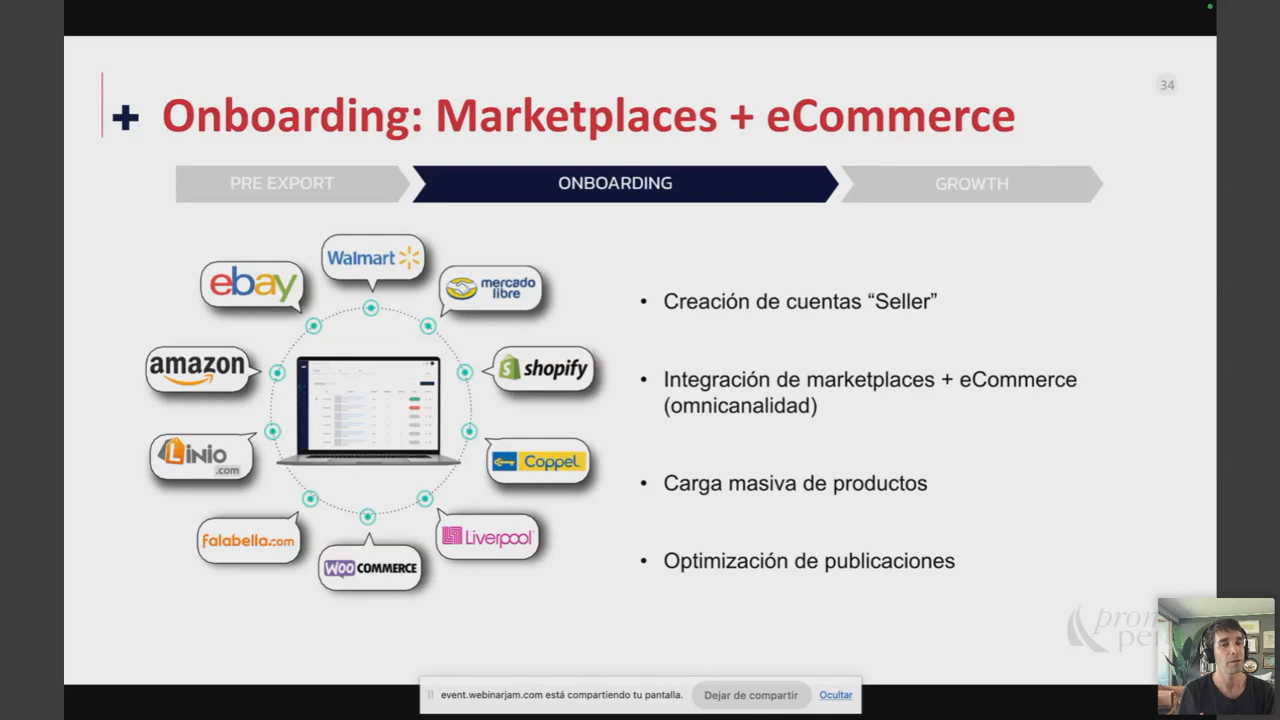 34
+ Onboarding: Marketplaces + eCommerce
PRE EXPORT
ONBOARDING
GROWTH
Walmart
ebay
mercado
libre
amazon
shopify
Linio
.com
Coppel
falabella.com
Liverpool
WOO COMMERCE
• Creación de cuentas “Seller”
• Integración de marketplaces + eCommerce
(omnicanalidad)
• Carga masiva de productos
• Optimización de publicaciones
event.webinarjam.com está compartiendo tu pantalla.
Dejar de compartir
Ocultar